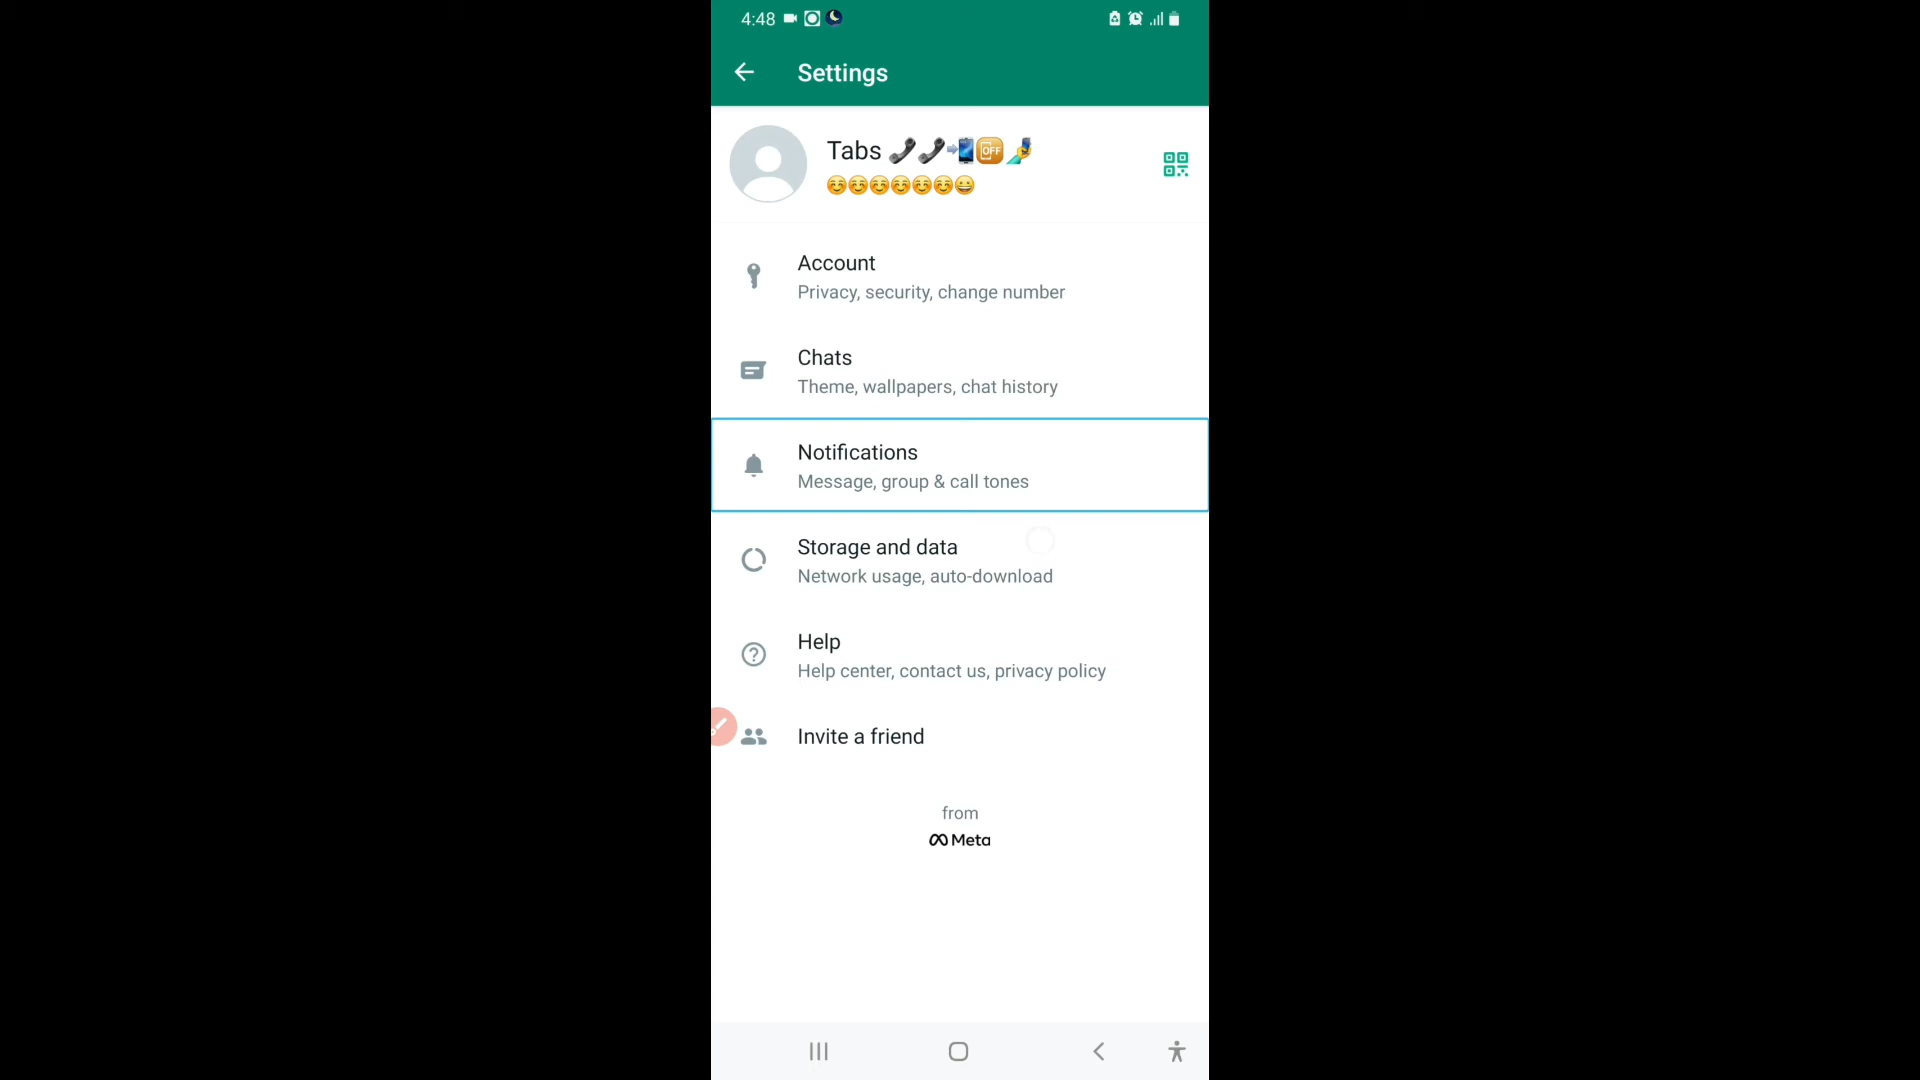 4:48
Settings
Tabs 📞📞📲📴🤳
☺️☺️☺️☺️☺️☺️😀
Account
Privacy, security, change number
Chats
Theme, wallpapers, chat history
Notifications
Message, group & call tones
Storage and data
Network usage, auto-download
Help
Help center, contact us, privacy policy
Invite a friend
from
Meta